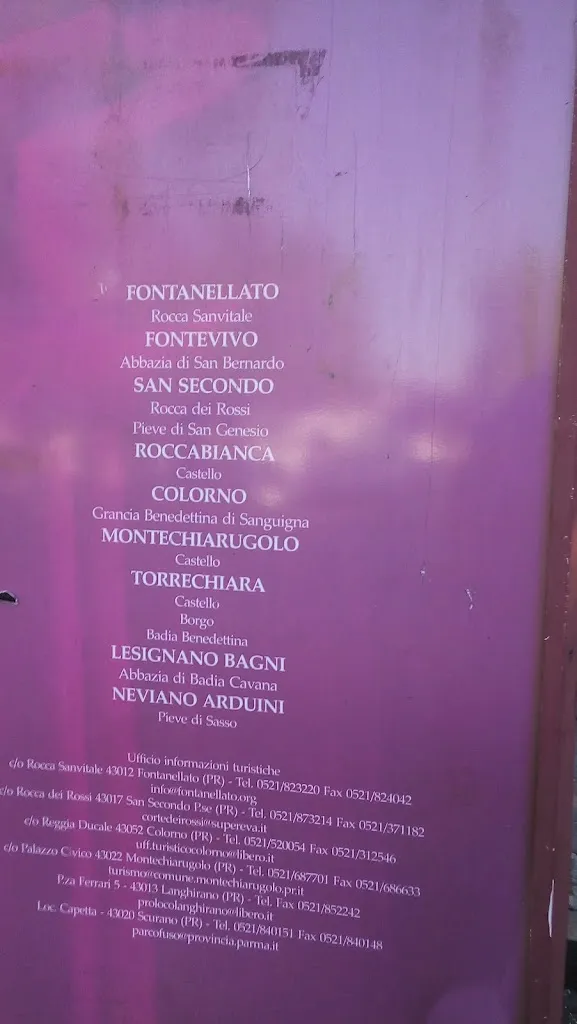 FONTANELLATO
Rocca Sanvitale
FONTEVIVO
Abbazia di San Bernardo
SAN SECONDO
Rocca dei Rossi
Pieve di San Genesio
ROCCABIANCA
Castello
COLORNO
Grancia Benedettina di Sanguigna
MONTECHIARUGOLO
Castello
TORRECHIARA
Castello
Borgo
Badia Benedettina
LESIGNANO BAGNI
Abbazia di Badia Cavana
NEVIANO ARDUINI
Pieve di Sasso
Ufficio informazioni turistiche
c/o Rocca Sanvitale 43012 Fontanellato (PR) - Tel. 0521/823220 Fax 0521/824042
info@fontanellato.org
c/o Rocca dei Rossi 43017 San Secondo P.se (PR) - Tel. 0521/873214 Fax 0521/371182
cortedeirossi@supereva.it
c/o Reggia Ducale 43052 Colorno (PR) - Tel. 0521/520054 Fax 0521/312546
uff.turisticocolorno@libero.it
c/o Palazzo Civico 43022 Montechiarugolo (PR) - Tel. 0521/687701 Fax 0521/686633
turismo@comune.montechiarugolo.pr.it
P.za Ferrari 5 - 43013 Langhirano (PR) - Tel. Fax 0521/852242
prolocolanghirano@libero.it
Loc. Capetta - 43020 Scurano (PR) - Tel. 0521/840151 Fax 0521/840148
parcofuso@provincia.parma.it